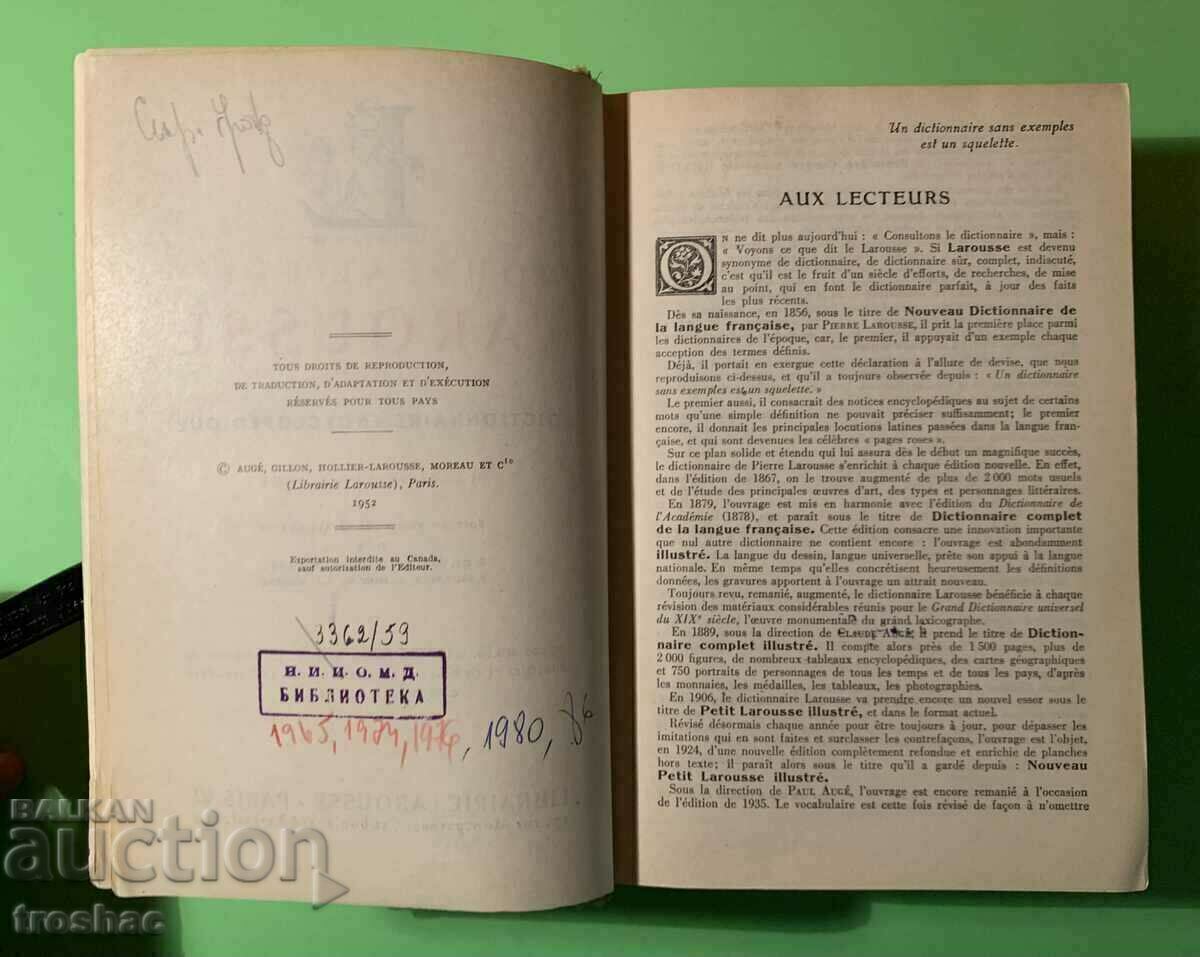 TOUS DROITS DE REPRODUCTION,
DE TRADUCTION, D'ADAPTATION ET D'EXÉCUTION
RÉSERVÉS POUR TOUS PAYS
© AUGÉ, GILLON, HOLLIER-LAROUSSE, MOREAU ET Cie
(Librairie Larousse), Paris.
1952
Exportation interdite au Canada,
sauf autorisation de l'Editeur.
3362/59
Н. И. И. О. М. Д.
БИБЛИОТЕКА
1965, 1974, 1976, 1980, 86
Un dictionnaire sans exemples
est un squelette.
AUX LECTEURS
ON ne dit plus aujourd'hui : « Consultons le dictionnaire », mais :
« Voyons ce que dit le Larousse ». Si Larousse est devenu
synonyme de dictionnaire, de dictionnaire sûr, complet, indiscuté,
c'est qu'il est le fruit d'un siècle d'efforts, de recherches, de mise
au point, qui en font le dictionnaire parfait, à jour des faits
les plus récents.
Dès sa naissance, en 1856, sous le titre de Nouveau Dictionnaire de
la langue française, par PIERRE LAROUSSE, il prit la première place parmi
les dictionnaires de l'époque, car, le premier, il appuyait d'un exemple chaque
acception des termes définis.
Déjà, il portait en exergue cette déclaration à l'allure de devise, que nous
reproduisons ci-dessus, et qu'il a toujours observée depuis : « Un dictionnaire
sans exemples est un squelette. »
Le premier aussi, il consacrait des notices encyclopédiques au sujet de certains
mots qu'une simple définition ne pouvait préciser suffisamment; le premier
encore, il donnait les principales locutions latines passées dans la langue fran-
çaise, et qui sont devenues les célèbres « pages roses ».
Sur ce plan solide et étendu qui lui assura dès le début un magnifique succès,
le dictionnaire de Pierre Larousse s'enrichit à chaque édition nouvelle. En effet,
dans l'édition de 1867, on le trouve augmenté de plus de 2 000 mots usuels
et de l'étude des principales œuvres d'art, des types et personnages littéraires.
En 1879, l'ouvrage est mis en harmonie avec l'édition du Dictionnaire de
l'Académie (1878), et paraît sous le titre de Dictionnaire complet
de la langue française. Cette édition consacre une innovation importante
que nul autre dictionnaire ne contient encore : l'ouvrage est abondamment
illustré. La langue du dessin, langue universelle, prête son appui à la langue
nationale. En même temps qu'elles concrétisent heureusement les définitions
données, les gravures apportent à l'ouvrage un attrait nouveau.
Toujours revu, remanié, augmenté, le dictionnaire Larousse bénéficie à chaque
révision des matériaux considérables réunis pour le Grand Dictionnaire universel
du XIXe siècle, l'œuvre monumentale du grand lexicographe.
En 1889, sous la direction de CLAUDE AUGÉ, il prend le titre de Diction-
naire complet illustré. Il compte alors près de 1 500 pages, plus de
2 000 figures, de nombreux tableaux encyclopédiques, des cartes géographiques
et 750 portraits de personnages de tous les temps et de tous les pays, d'après
les monnaies, les médailles, les tableaux, les photographies.
En 1906, le dictionnaire Larousse va prendre encore un nouvel essor sous le
titre de Petit Larousse illustré, et dans le format actuel.
Révisé désormais chaque année pour être toujours à jour, pour dépasser les
imitations qui en sont faites et surclasser les contrefaçons, l'ouvrage est l'objet,
en 1924, d'une nouvelle édition complètement refondue et enrichie de planches
hors texte; il paraît alors sous le titre qu'il a gardé depuis : Nouveau
Petit Larousse illustré.
Sous la direction de PAUL AUGÉ, l'ouvrage est encore remanié à l'occasion
de l'édition de 1935. Le vocabulaire est cette fois révisé de façon à n'omettre
BALKAN
auction
troshac